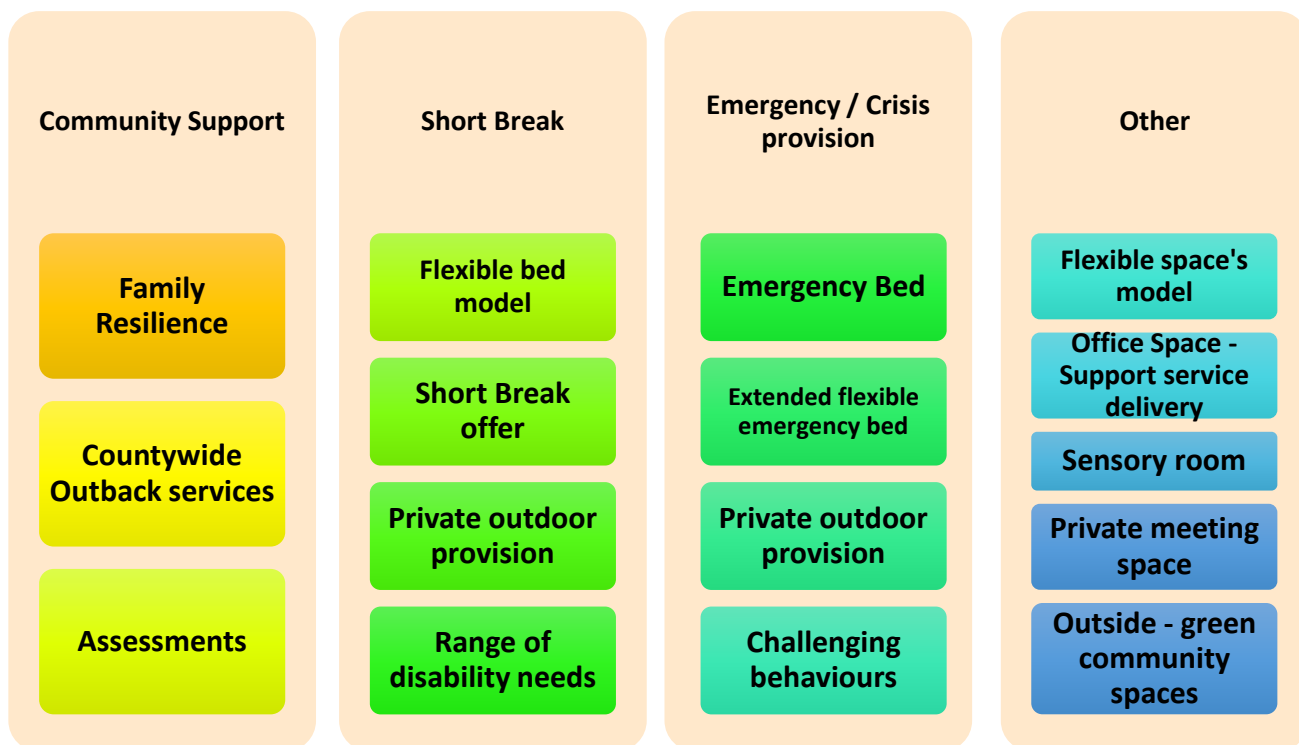 Community Support
Family
Resilience
Countywide
Outback services
Assessments
Short Break
Flexible bed
model
Short Break
offer
Private outdoor
provision
Range of
disability needs
Emergency / Crisis
provision
Emergency Bed
Extended flexible
emergency bed
Private outdoor
provision
Challenging
behaviours
Other
Flexible space's
model
Office Space -
Support service
delivery
Sensory room
Private meeting
space
Outside - green
community
spaces